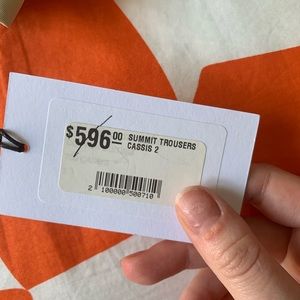 $596.00 SUMMIT TROUSERS
CASSIS 2
2 100000 500710